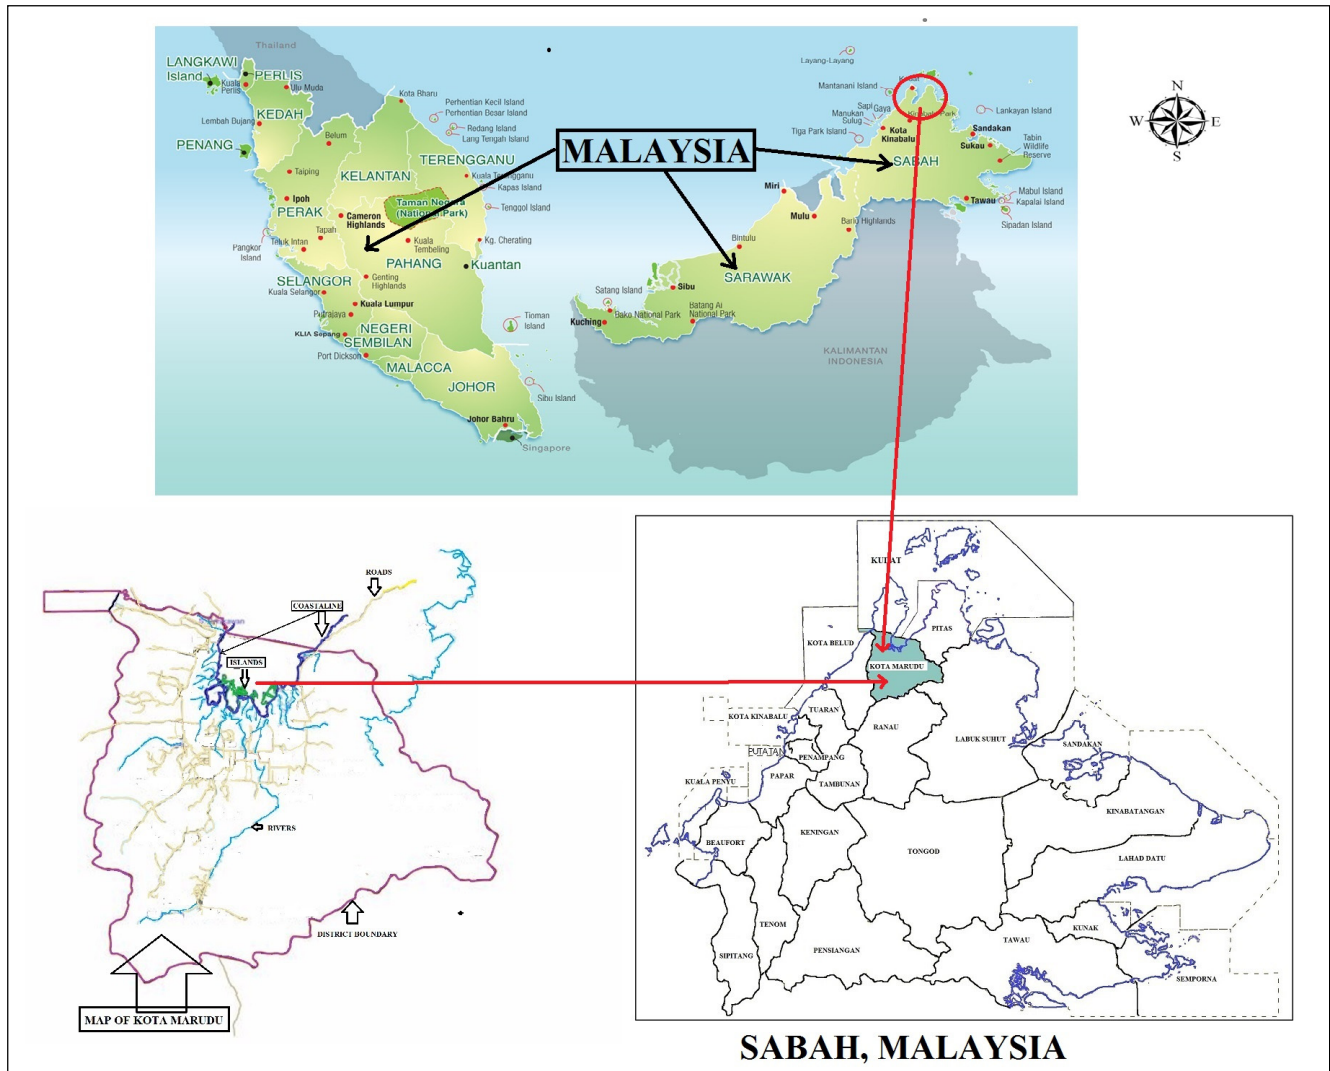 Thailand
LANGKAWI
Island
PERLIS
Kuala
Perlis
Ulu Muda
KEDAH
Lembah Bujang
PENANG
Belum
Kota Bharu
Perhentian Kecil Island
Perhentian Besar Island
Redang Island
Lang Tengah Island
TERENGGANU
Kuala Terengganu
Kapas Island
Taiping
KELANTAN
Ipoh
PERAK
Cameron
Highlands
Taman Negara
(National Park)
Tenggol Island
Tapah
Teluk Intan
Pangkor
Island
Kuala
Tembeling
Kg. Cherating
PAHANG
Kuantan
SELANGOR
Genting
Highlands
Kuala Selangor
Kuala Lumpur
Putrajaya
KLIA Sepang
NEGERI
SEMBILAN
Port Dickson
MALACCA
JOHOR
Tioman
Island
Sibu Island
Johor Bahru
Singapore
MALAYSIA
Layang-Layang
Mantanani Island
Sapi
Gaya
Manukan
Sulug
Tiga Park Island
Kota
Kinabalu
Lankayan Island
Sandakan
Sukau
Tabin
Wildlife
Reserve
SABAH
Mabul Island
Kapalai Island
Sipadan Island
Tawau
Miri
Mulu
Bario Highlands
Bintulu
SARAWAK
Sibu
Satang Island
Bako National Park
Kuching
Batang Ai
National Park
KALIMANTAN
INDONESIA
N
W
E
S
ROADS
COASTALINE
ISLANDS
RIVERS
DISTRICT BOUNDARY
MAP OF KOTA MARUDU
KUDAT
KOTA BELUD
PITAS
KOTA MARUDU
TUARAN
KOTA KINABALU
RANAU
LABUK SUHUT
SANDAKAN
PUTATAN
PENAMPANG
PAPAR
TAMBUNAN
KUALA PENYU
KINABATANGAN
BEAUFORT
KENINGAN
TONGOD
LAHAD DATU
TENOM
SIPITANG
PENSIANGAN
TAWAU
KUNAK
SEMPORNA
SABAH, MALAYSIA